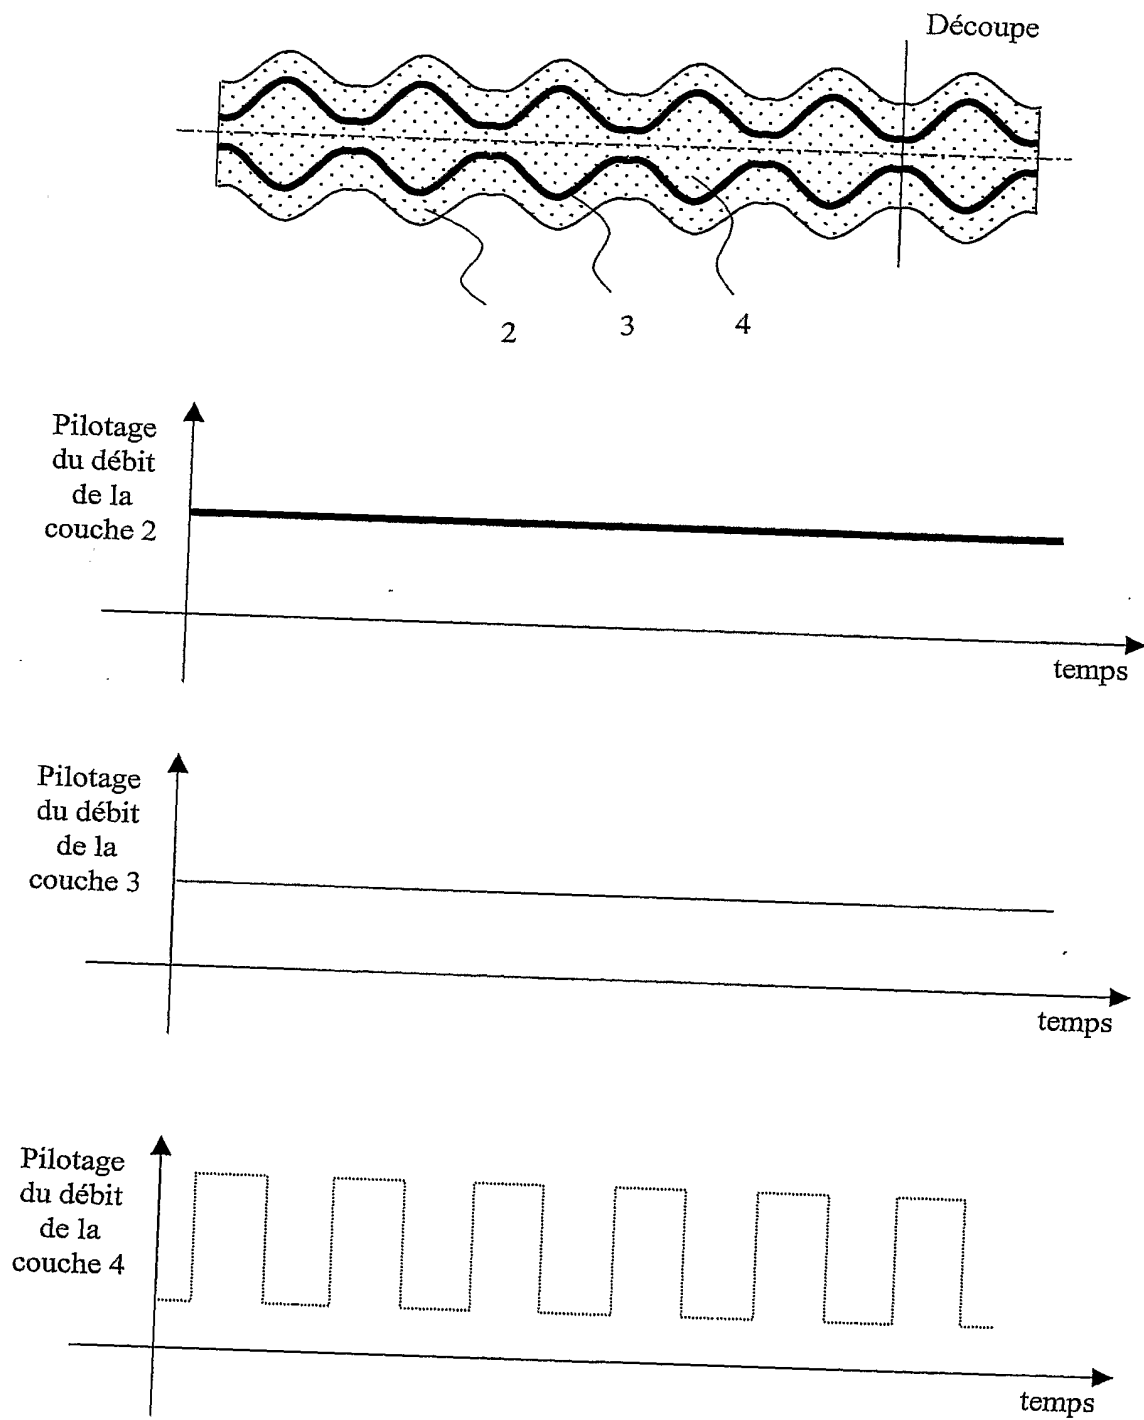 Découpe
2
3
4
Pilotage
du débit
de la
couche 2
temps
Pilotage
du débit
de la
couche 3
temps
Pilotage
du débit
de la
couche 4
temps